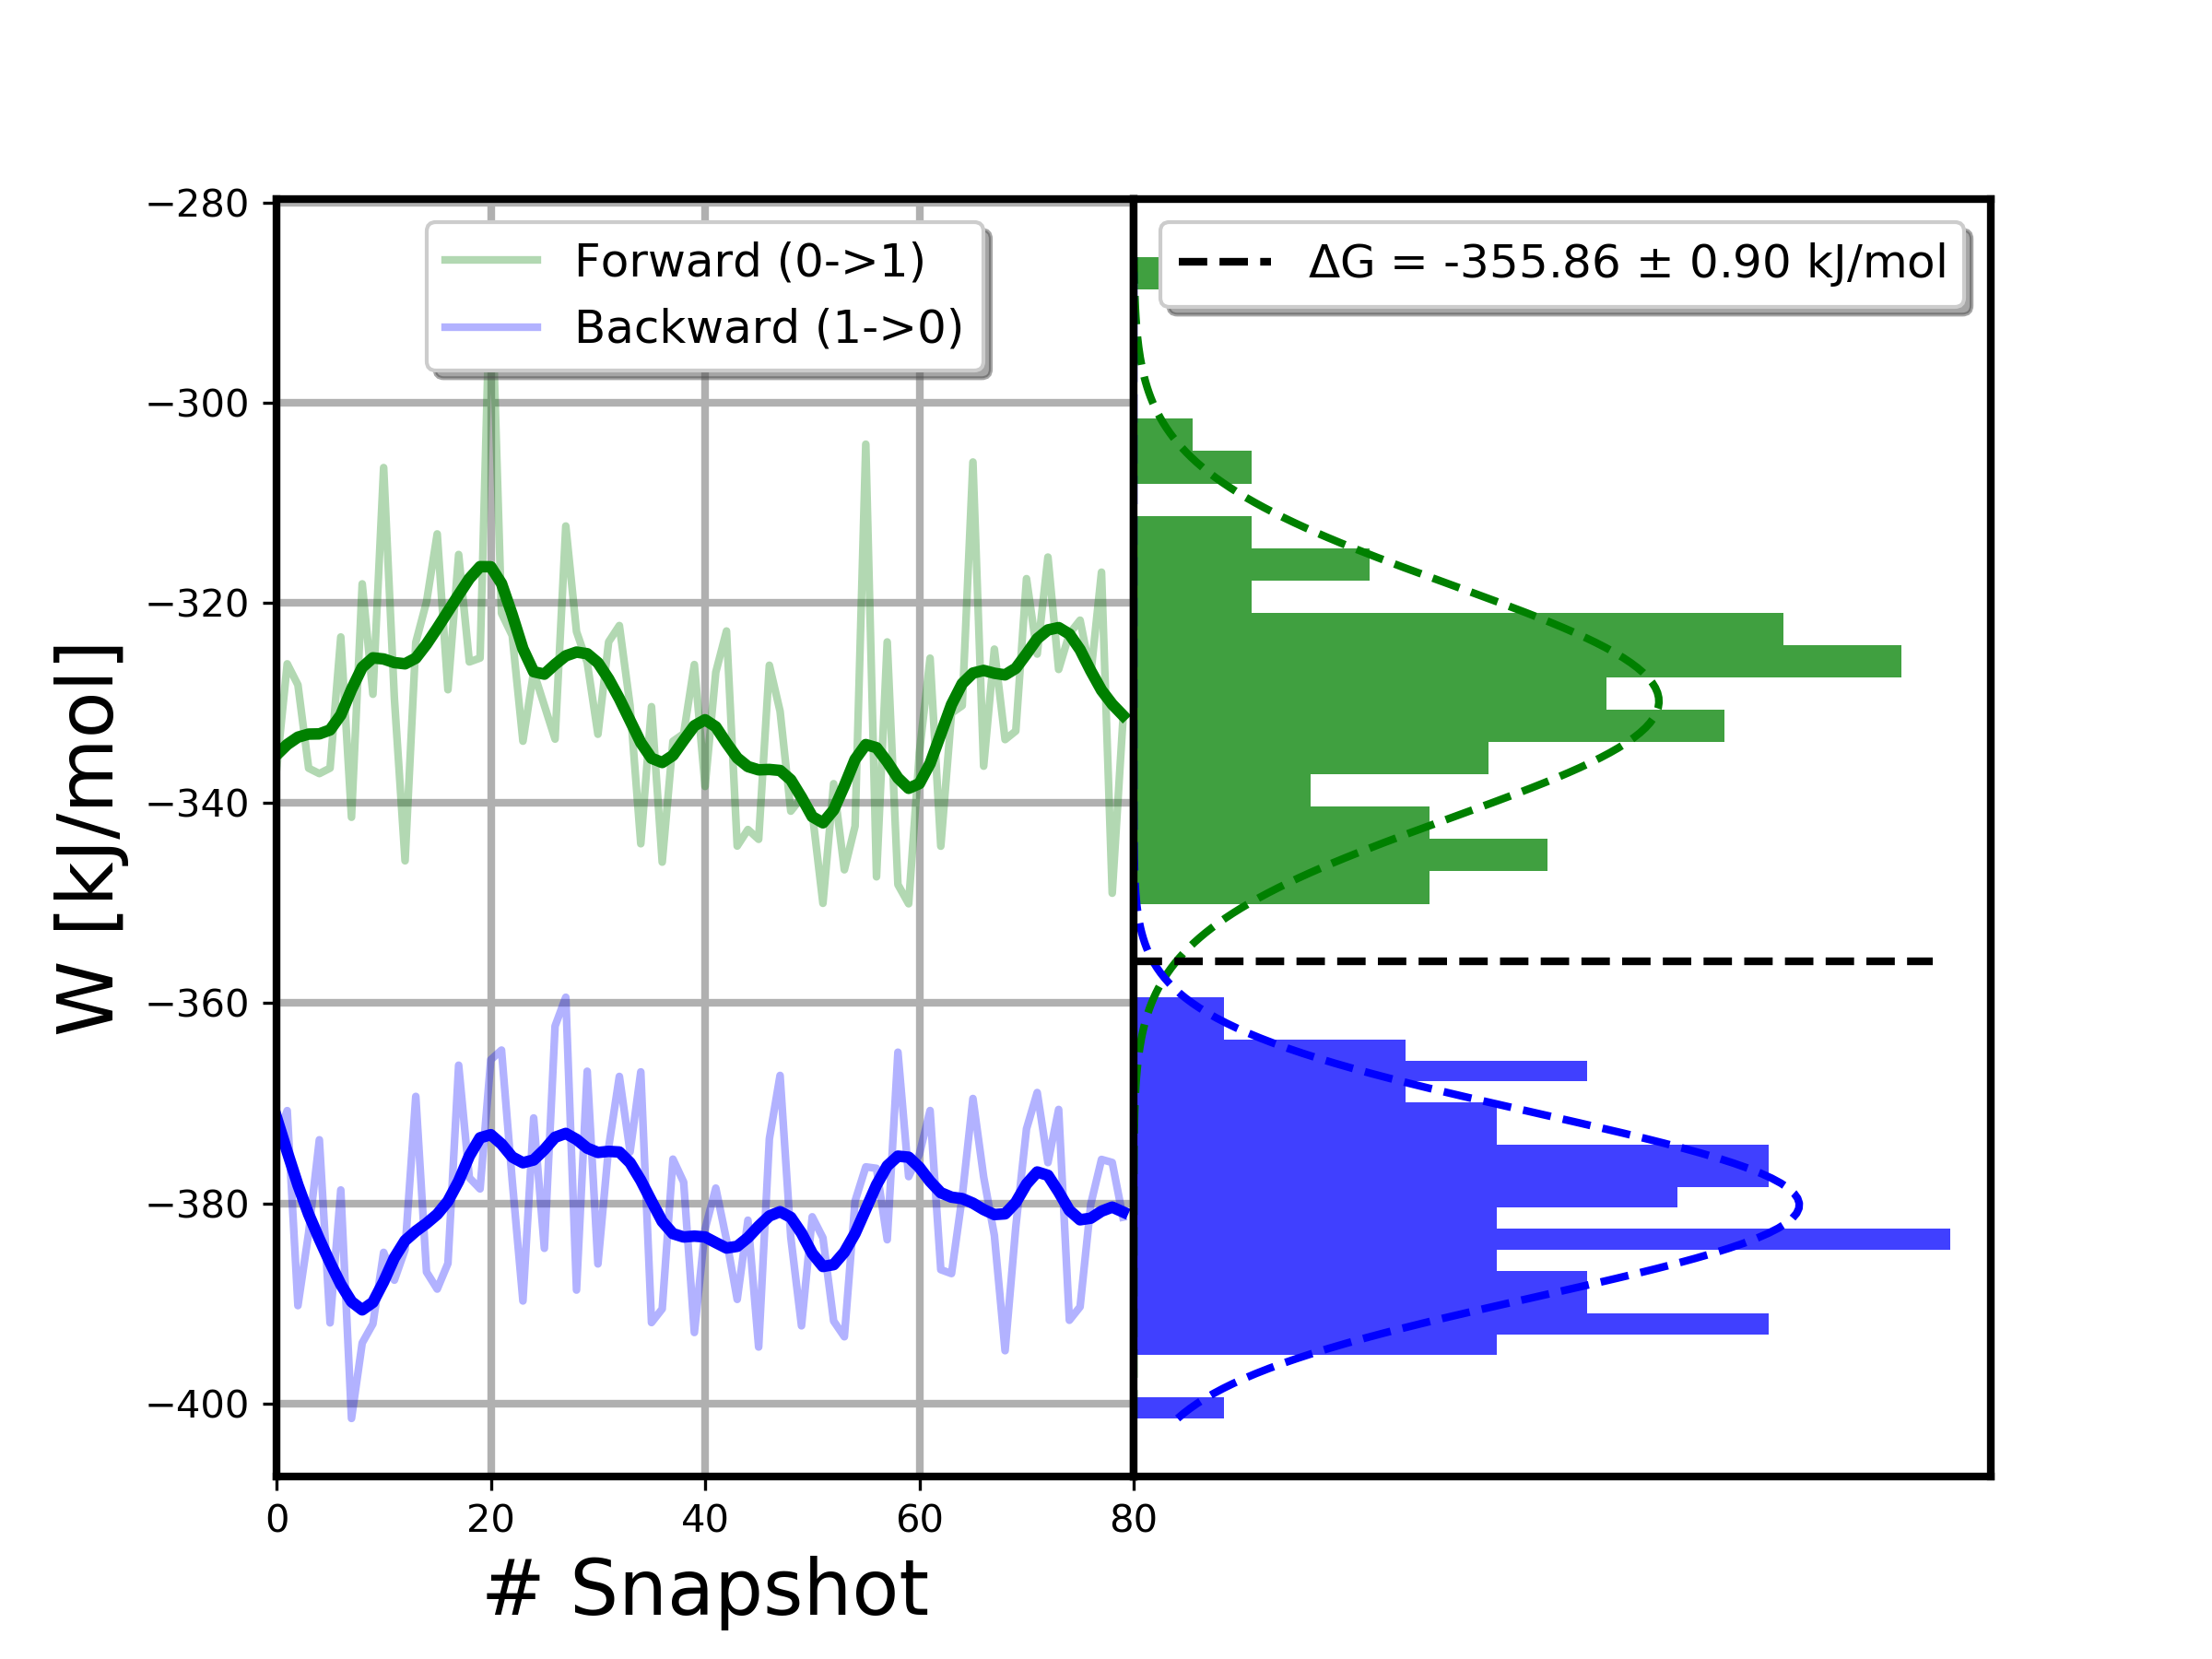 W [kJ/mol]
−280
−300
−320
−340
−360
−380
−400
Forward (0->1)
Backward (1->0)
ΔG = -355.86 ± 0.90 kJ/mol
0 20 40 60 80
# Snapshot